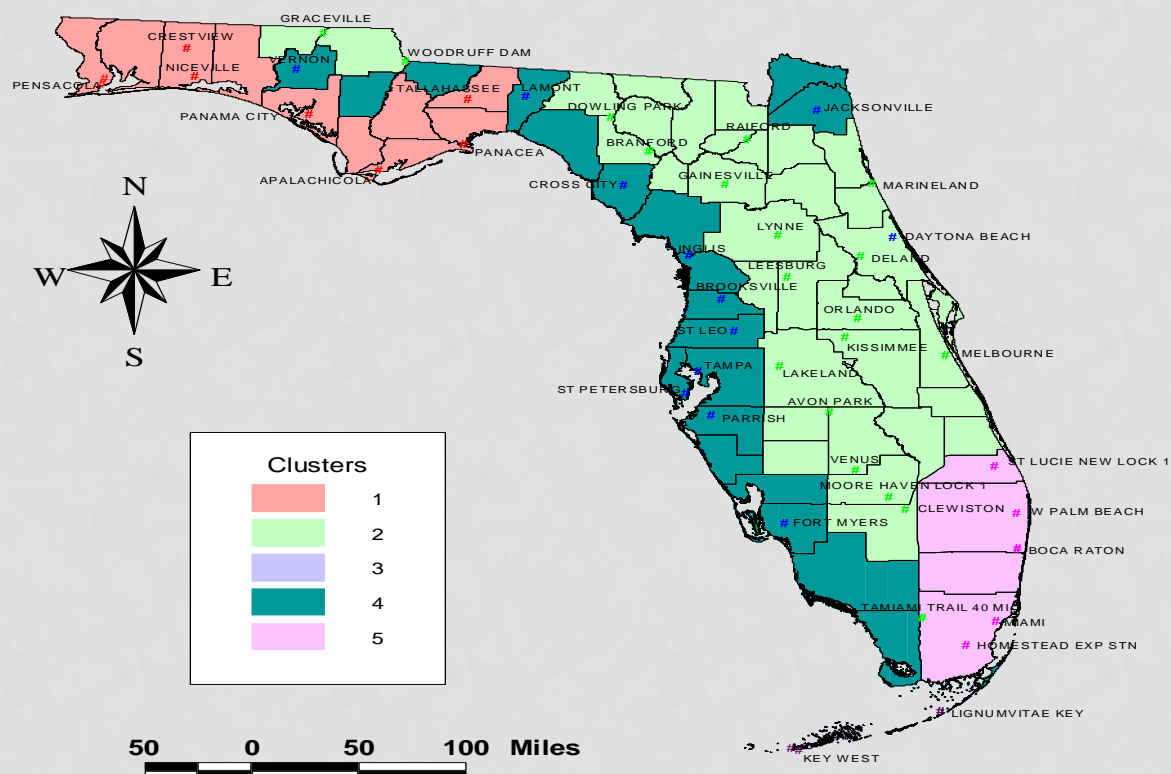 GRACEVILLE
CRESTVIEW
WOODRUFF DAM
VERNON
NICEVILLE
PENSACOLA
TALLAHASSEE
LAMONT
DOWLING PARK
JACKSONVILLE
PANAMA CITY
RAIFORD
BRANFORD
PANACEA
APALACHICOLA
CROSS CITY
GAINESVILLE
MARINELAND
N
W
E
S
LYNNE
DAYTONA BEACH
INGLIS
DELAND
LEESBURG
BROOKSVILLE
ORLANDO
ST LEO
KISSIMMEE
MELBOURNE
TAMPA
LAKELAND
ST PETERSBURG
AVON PARK
PARRISH
VENUS
ST LUCIE NEW LOCK 1
MOORE HAVEN LOCK 1
CLEWISTON
W PALM BEACH
FORT MYERS
BOCA RATON
TAMIAMI TRAIL 40 MI
MIAMI
HOMESTEAD EXP STN
LIGNUMVITAE KEY
KEY WEST
Clusters
1
2
3
4
5
50 0 50 100 Miles